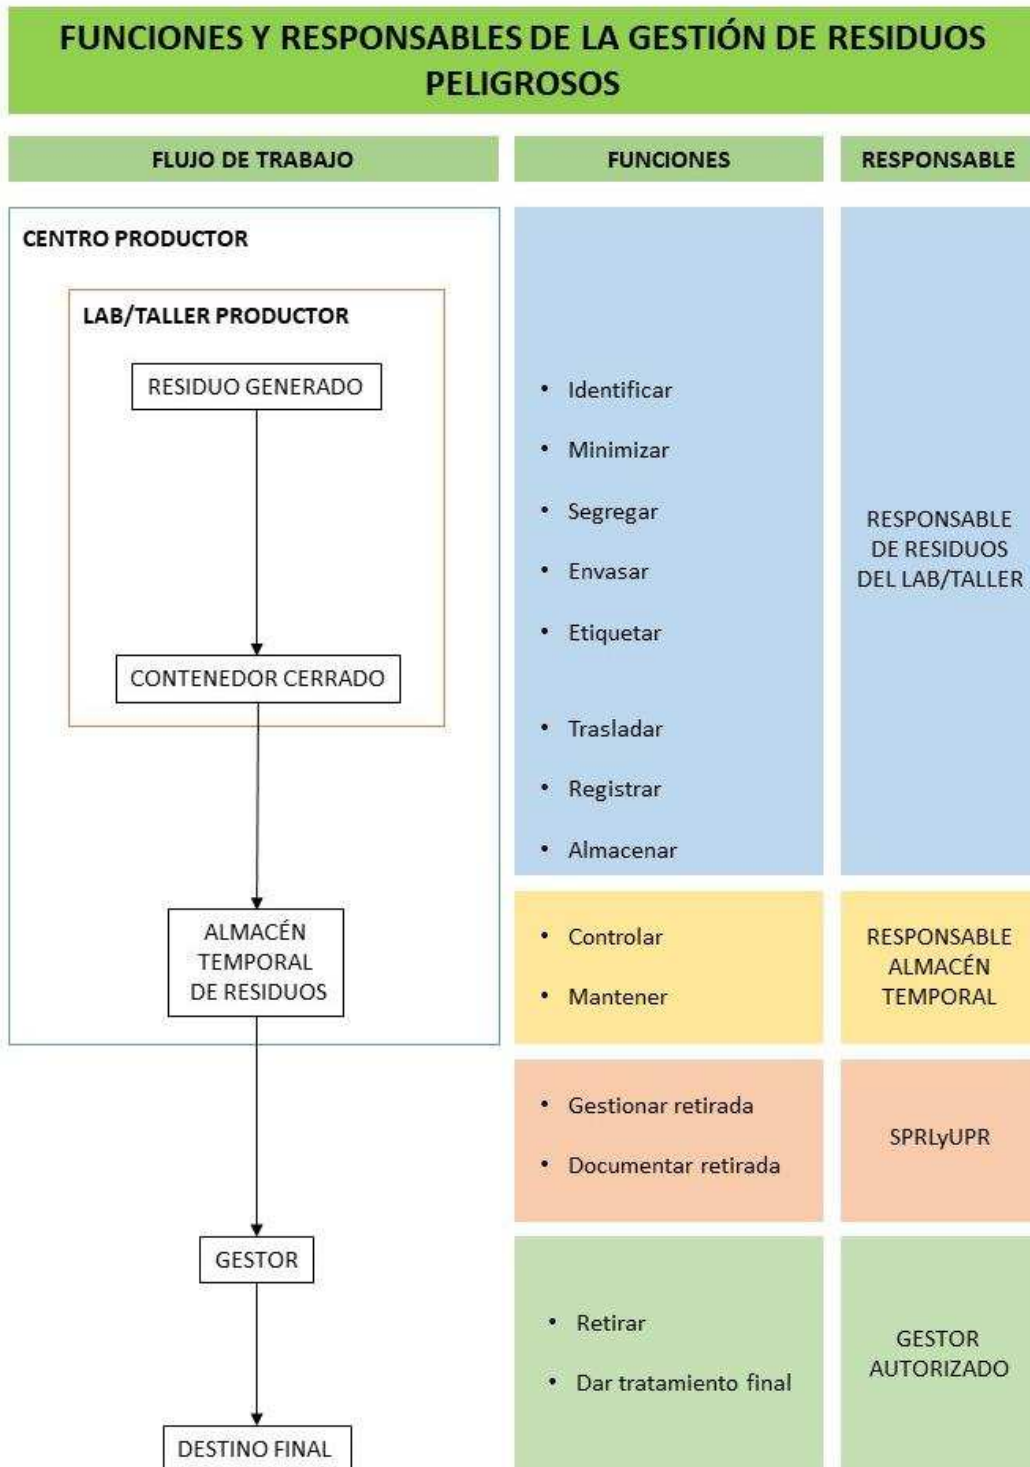 FUNCIONES Y RESPONSABLES DE LA GESTIÓN DE RESIDUOS
PELIGROSOS
FLUJO DE TRABAJO
FUNCIONES
RESPONSABLE
CENTRO PRODUCTOR
LAB/TALLER PRODUCTOR
RESIDUO GENERADO
CONTENEDOR CERRADO
ALMACÉN
TEMPORAL
DE RESIDUOS
GESTOR
DESTINO FINAL
• Identificar
• Minimizar
• Segregar
• Envasar
• Etiquetar
• Trasladar
• Registrar
• Almacenar
RESPONSABLE
DE RESIDUOS
DEL LAB/TALLER
• Controlar
• Mantener
RESPONSABLE
ALMACÉN
TEMPORAL
• Gestionar retirada
• Documentar retirada
SPRLyUPR
• Retirar
• Dar tratamiento final
GESTOR
AUTORIZADO